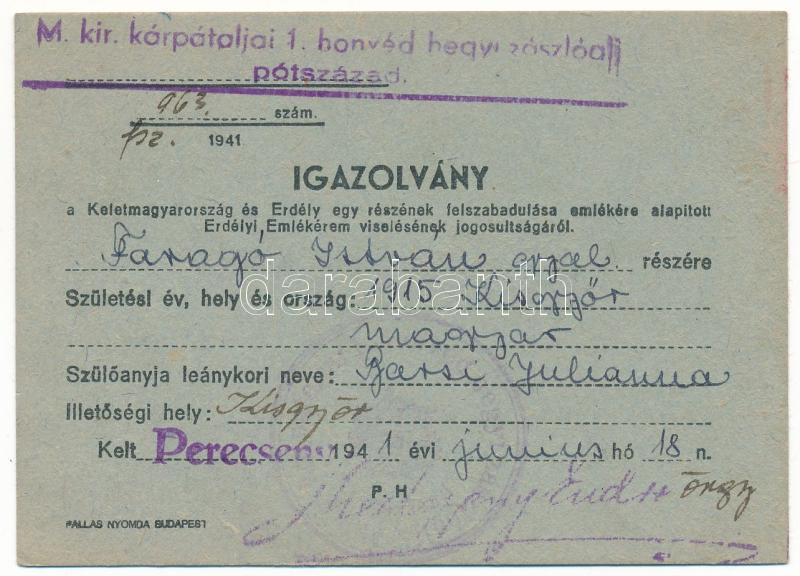 M. kir. kárpátaljai 1. honvéd hegyi zászlóalj
pótszázad.
963. szám.
1941
IGAZOLVÁNY
a Keletmagyarország és Erdély egy részének felszabadulása emlékére alapitott
Erdélyi Emlékérem viselésének jogosultságáról.
Faragó István részére
Születési év, hely és ország: 1915 Kisgyőr
magyar
Szülőanyja leánykori neve: Barsi Julianna
Illetőségi hely: Kisgyőr
Kelt Perecseny 1941 évi junius hó 18 n.
P. H
Endre őrgy
PALLAS NYOMDA BUDAPEST
darabanth